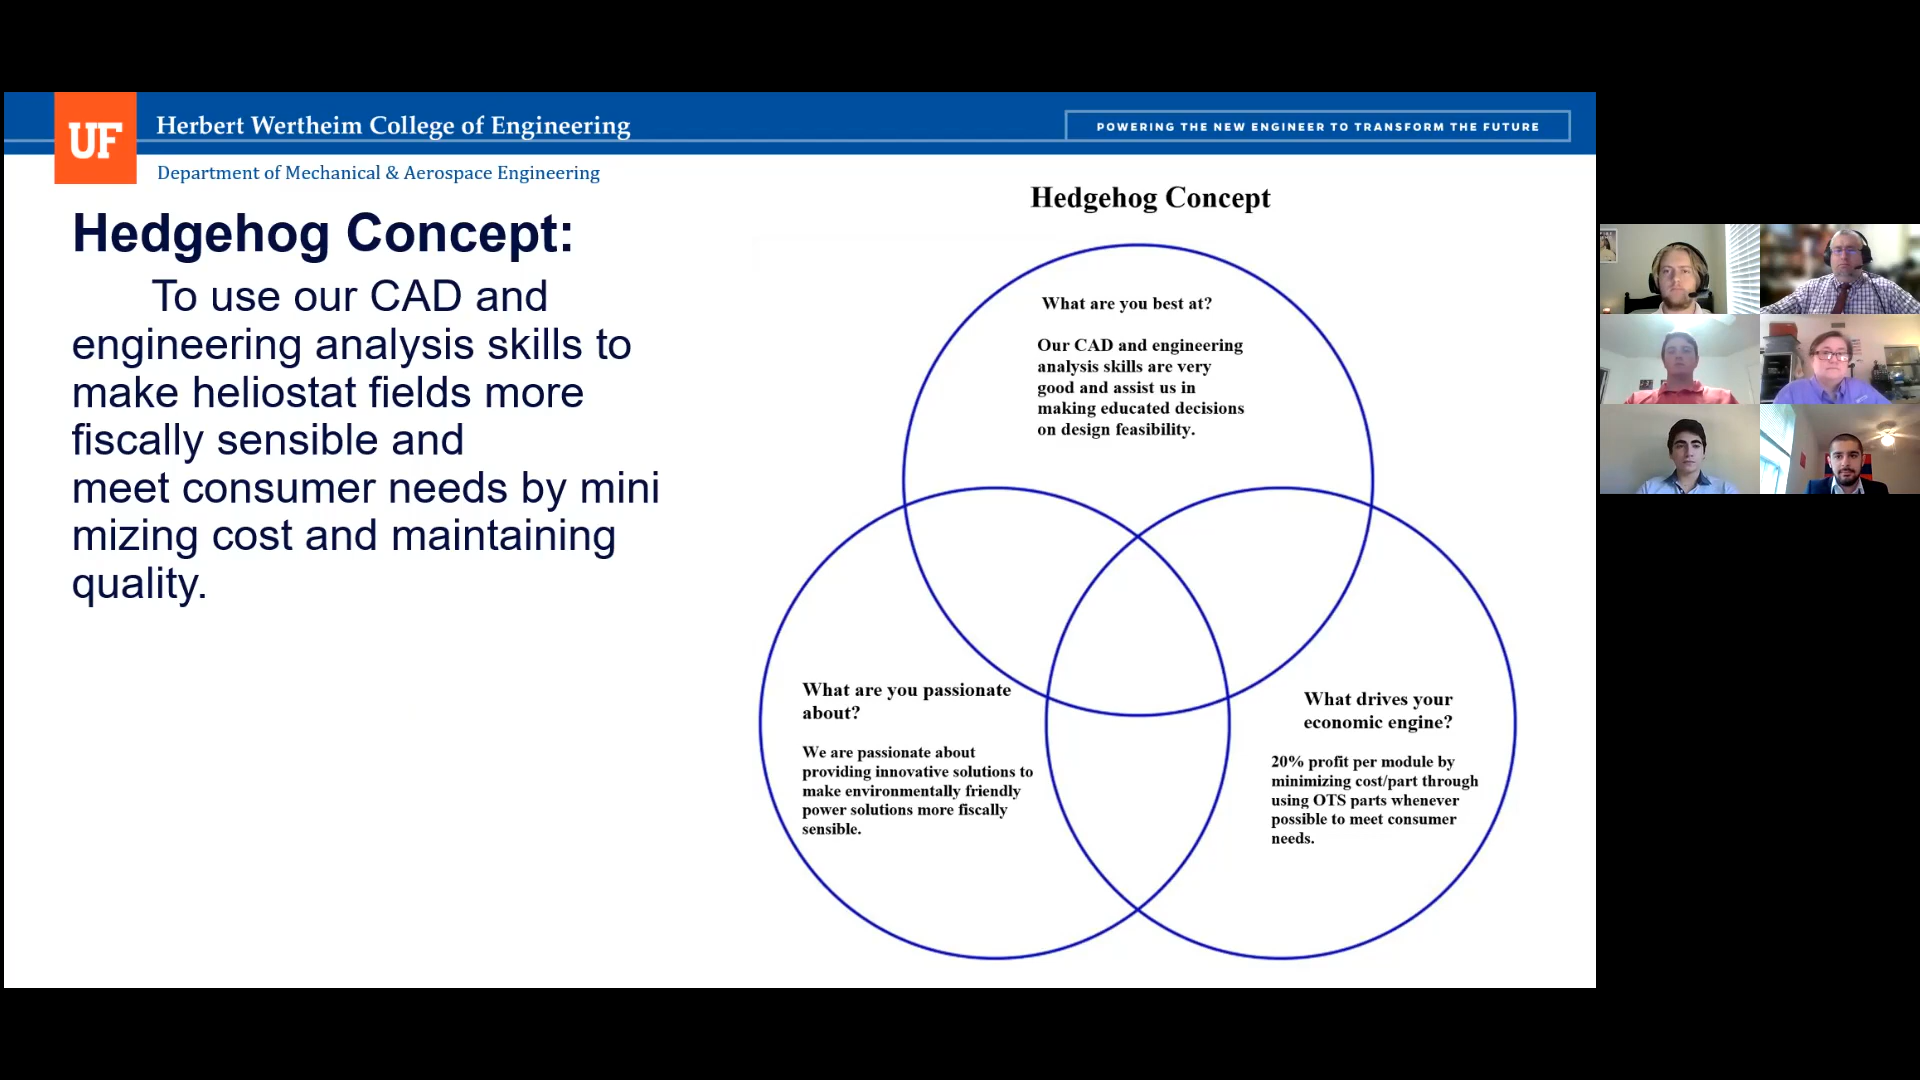 UF
Herbert Wertheim College of Engineering
POWERING THE NEW ENGINEER TO TRANSFORM THE FUTURE
Department of Mechanical & Aerospace Engineering
Hedgehog Concept:
To use our CAD and
engineering analysis skills to
make heliostat fields more
fiscally sensible and
meet consumer needs by mini
mizing cost and maintaining
quality.
Hedgehog Concept
What are you best at?
Our CAD and engineering
analysis skills are very
good and assist us in
making educated decisions
on design feasibility.
What are you passionate
about?
We are passionate about
providing innovative solutions to
make environmentally friendly
power solutions more fiscally
sensible.
What drives your
economic engine?
20% profit per module by
minimizing cost/part through
using OTS parts whenever
possible to meet consumer
needs.